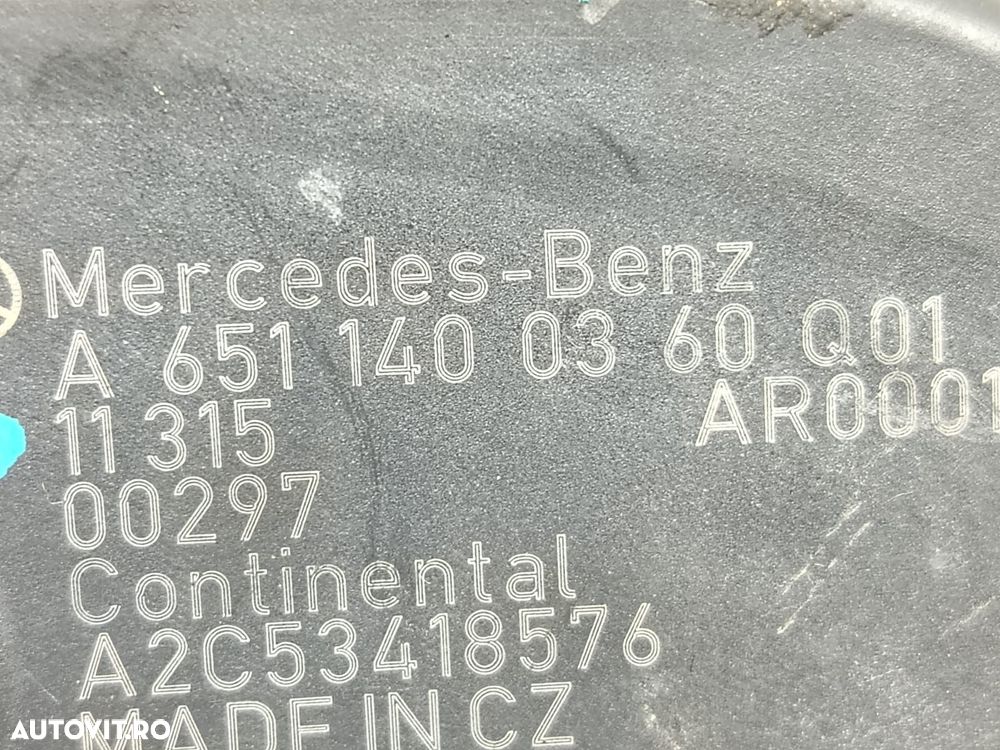 Mercedes-Benz
A 651 140 03 60 Q01
11 315 AR0001
00297
Continental
A2C53418576
MADE IN CZ
AUTOVIT.RO